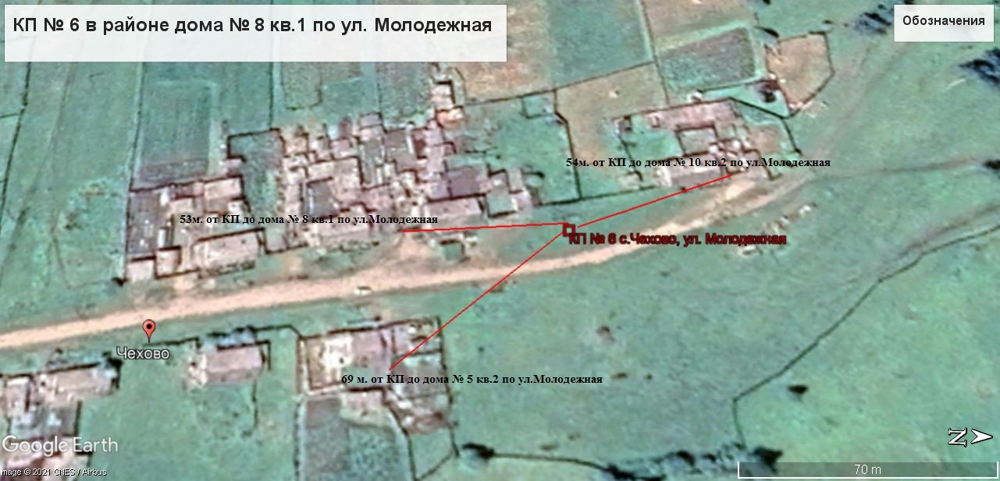 КП № 6 в районе дома № 8 кв.1 по ул. Молодежная
Обозначения
54м. от КП до дома № 10 кв.2 по ул.Молодежная
53м. от КП до дома № 8 кв.1 по ул.Молодежная
КП № 6 с.Чехово, ул. Молодежная
Чехово
69 м. от КП до дома № 5 кв.2 по ул.Молодежная
Google Earth
mage © 2021 CNES / Airbus
N
70 m